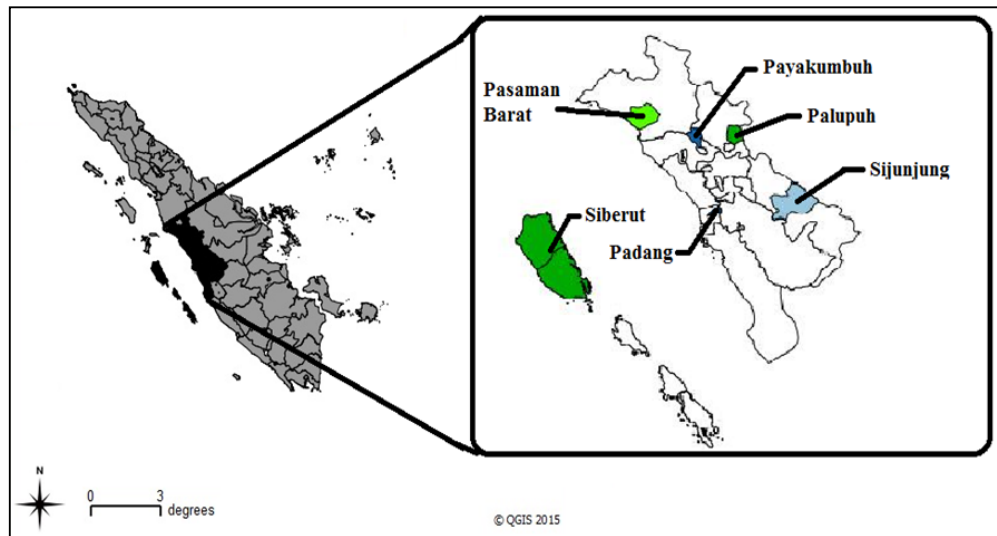 Payakumbuh
Pasaman
Barat
Palupuh
Sijunjung
Siberut
Padang
N
0 3
degrees
© QGIS 2015